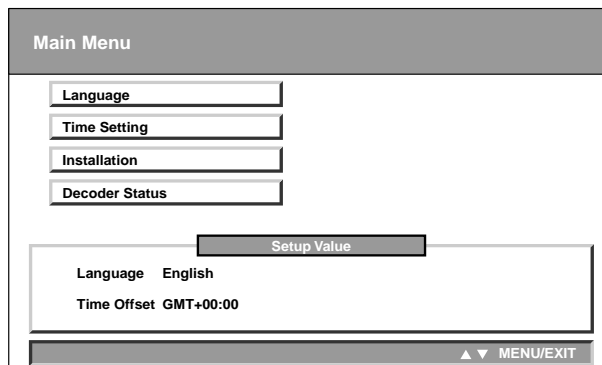 Main Menu
Language
Time Setting
Installation
Decoder Status
Setup Value
Language English
Time Offset GMT+00:00
▲ ▼ MENU/EXIT